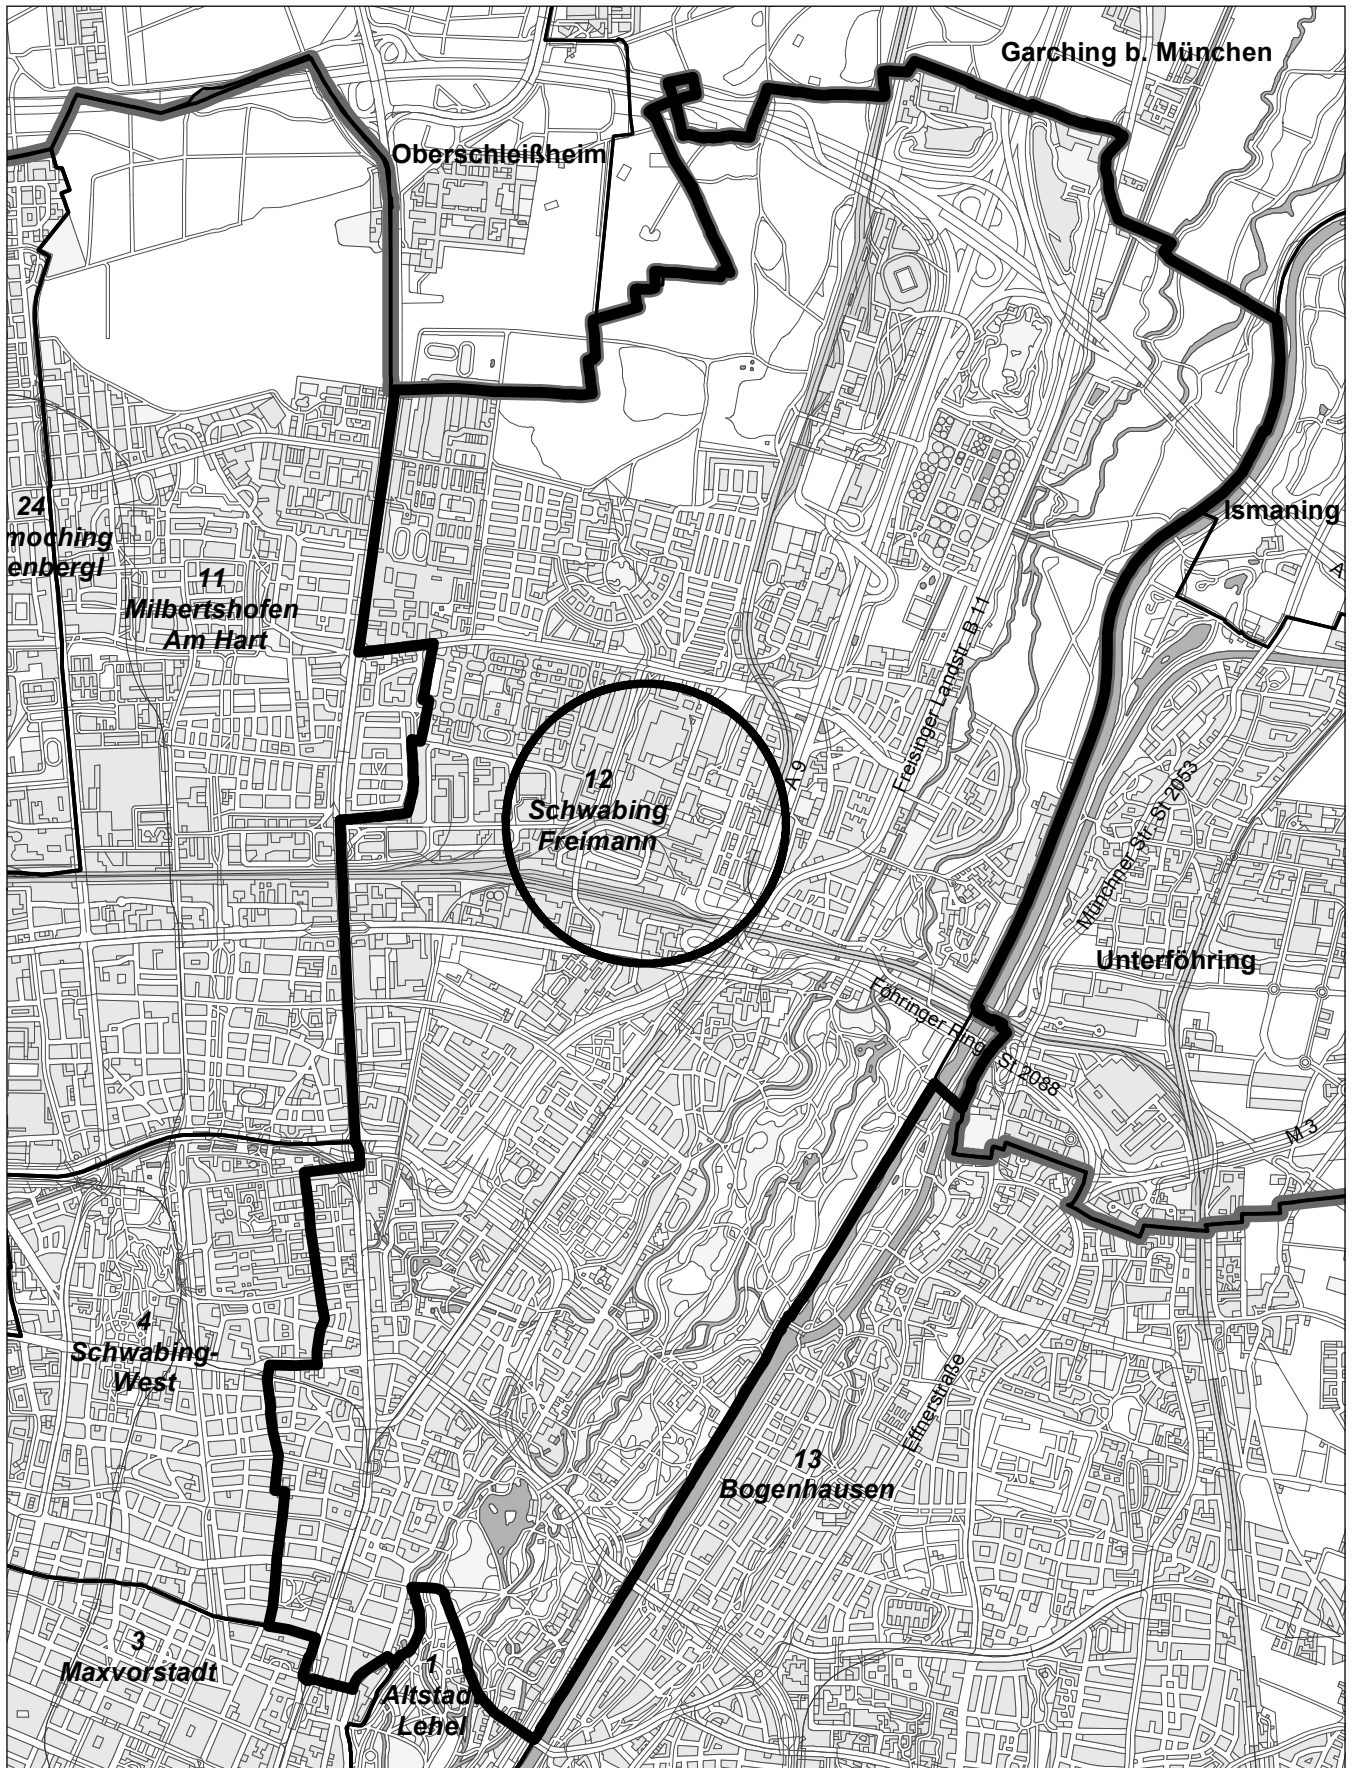 Garching b. München
Oberschleißheim
24
moching
enbergl
11
Milbertshofen
Am Hart
Ismaning
A
Freisinger Landstr. B 11
12
Schwabing
Freimann
A 9
Münchner Str. St 2053
Unterföhring
Föhringer Ring St 2088
M 3
4
Schwabing-
West
Effnerstraße
13
Bogenhausen
3
Maxvorstadt
1
Altstad
Lehel